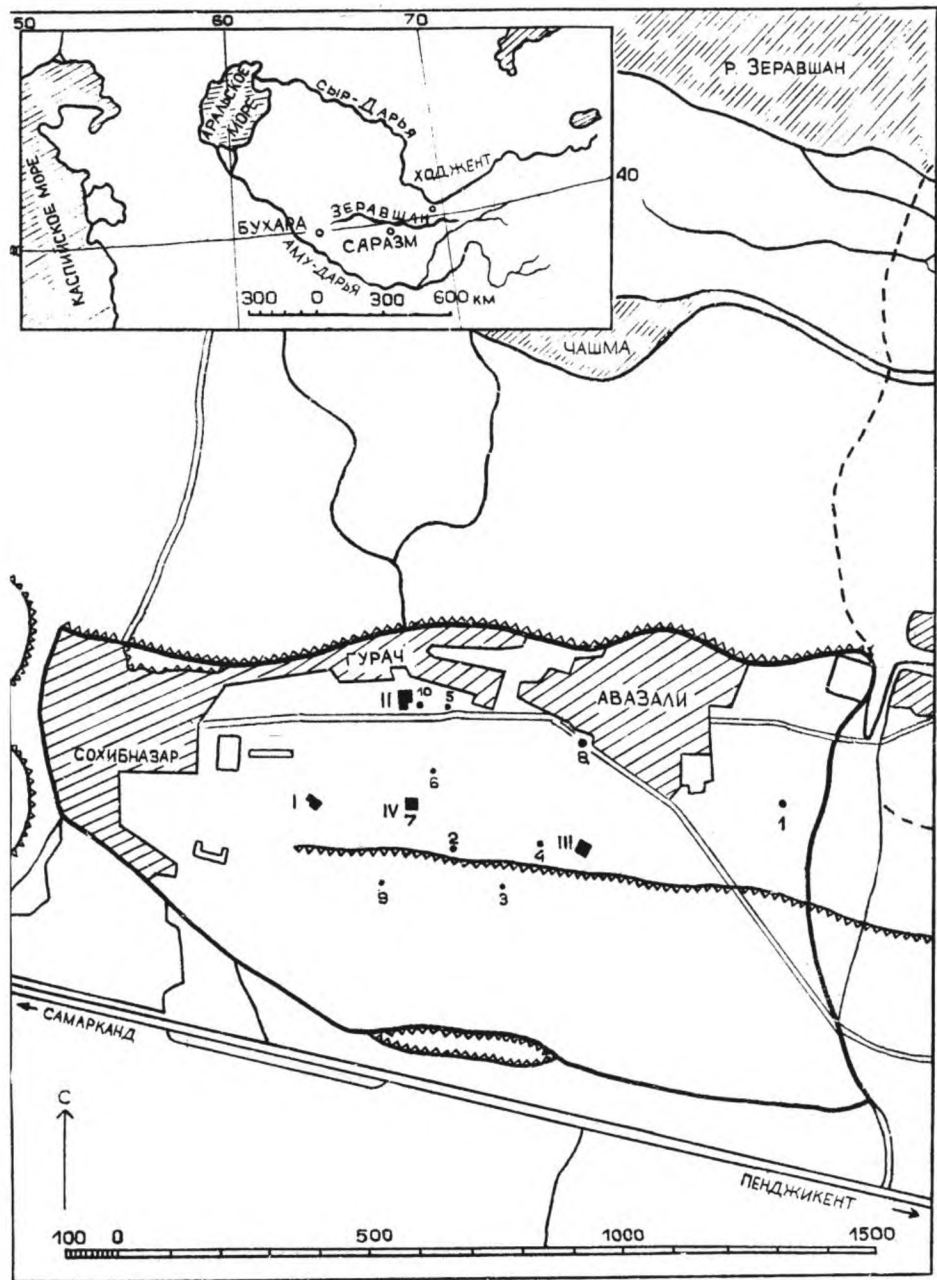 50
60
70
Р. ЗЕРАВШАН
АРАЛЬСКОЕ
МОРЕ
СЫР-ДАРЬЯ
ХОДЖЕНТ
40
КАСПИЙСКОЕ МОРЕ
БУХАРА
ЗЕРАВШАН
САРАЗМ
АМУ-ДАРЬЯ
300 0 300 600 КМ
ЧАШМА
ГУРАЧ
АВАЗАЛИ
II 10 5
СОХИБНАЗАР
8
6
I IV 7
1
2 4 III
9 3
САМАРКАНД
С
ПЕНДЖИКЕНТ
100 0 500 1000 1500